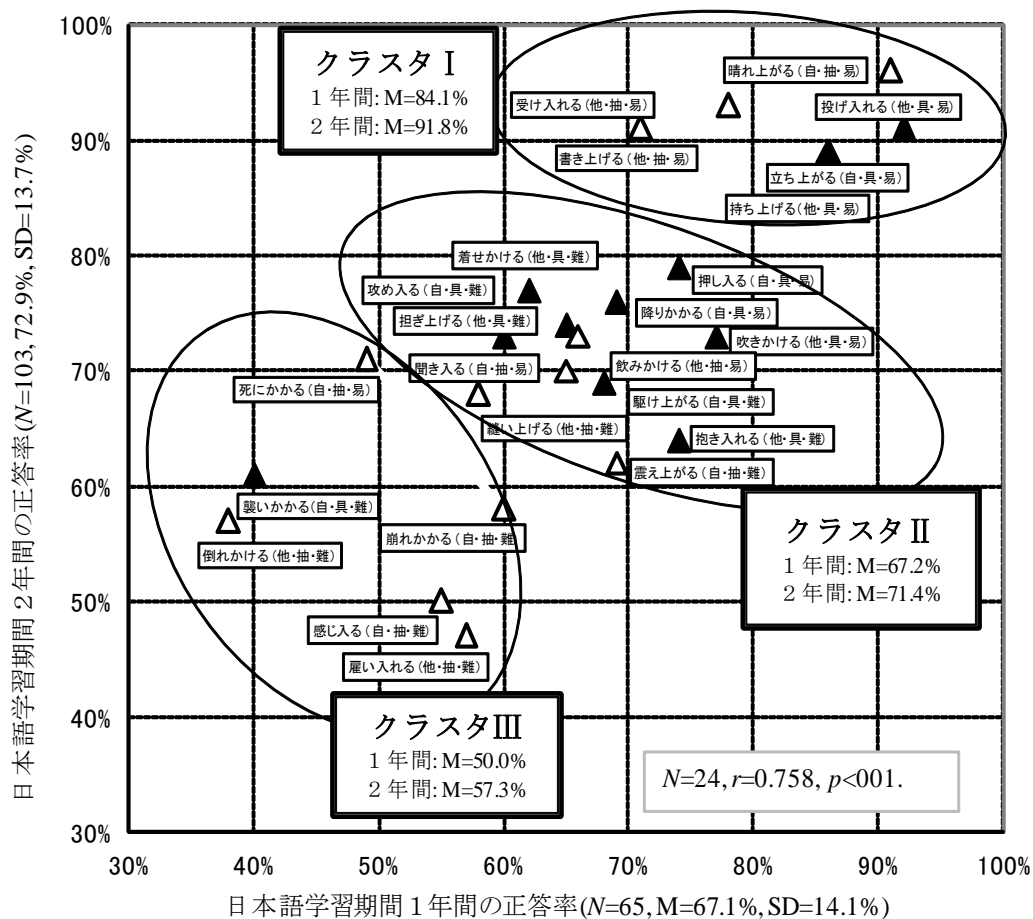 100%
90%
80%
70%
60%
50%
40%
30%
日本語学習期間2年間の正答率(N=103, 72.9%, SD=13.7%)
クラスタⅠ
1年間: M=84.1%
2年間: M=91.8%
晴れ上がる(自・抽・易)
受け入れる(他・抽・易)
投げ入れる(他・具・易)
書き上げる(他・抽・易)
立ち上がる(自・具・易)
持ち上げる(他・具・易)
着せかける(他・具・難)
攻め入る(自・具・難)
押し入る(自・具・易)
担ぎ上げる(他・具・難)
降りかかる(自・具・易)
吹きかける(他・具・易)
聞き入る(自・抽・易)
飲みかける(他・抽・易)
死にかかる(自・抽・易)
駆け上がる(自・具・難)
縫い上げる(他・抽・難)
抱き入れる(他・具・難)
震え上がる(自・抽・難)
襲いかかる(自・具・難)
崩れかかる(自・抽・難)
倒れかける(他・抽・難)
感じ入る(自・抽・難)
雇い入れる(他・抽・難)
クラスタⅡ
1年間: M=67.2%
2年間: M=71.4%
クラスタⅢ
1年間: M=50.0%
2年間: M=57.3%
N=24, r=0.758, p<001.
30% 40% 50% 60% 70% 80% 90% 100%
日本語学習期間1年間の正答率(N=65, M=67.1%, SD=14.1%)